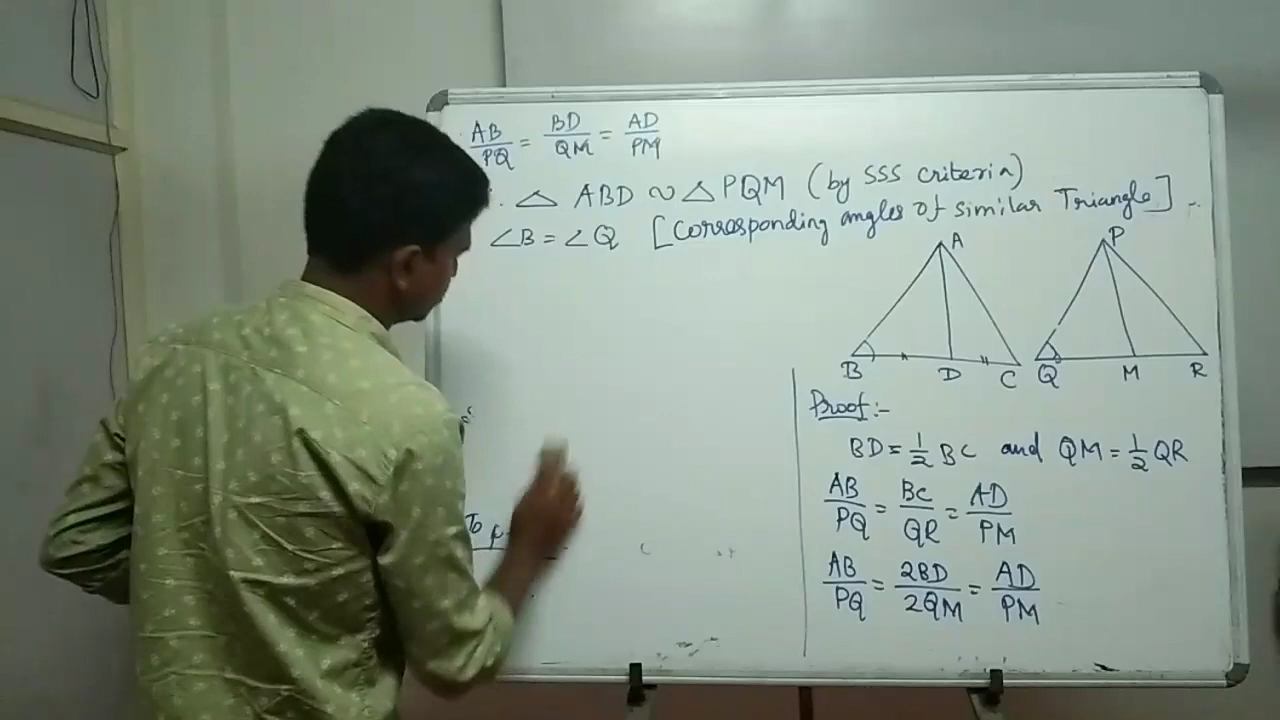 AB/PQ = BD/QM = AD/PM
∴ △ ABD ~ △ PQM (by SSS criteria)
∠B = ∠Q [Corresponding angles of similar Triangle]
A P
B D C Q M R
Proof:-
BD = 1/2 BC and QM = 1/2 QR
AB/PQ = BC/QR = AD/PM
AB/PQ = 2BD/2QM = AD/PM
To